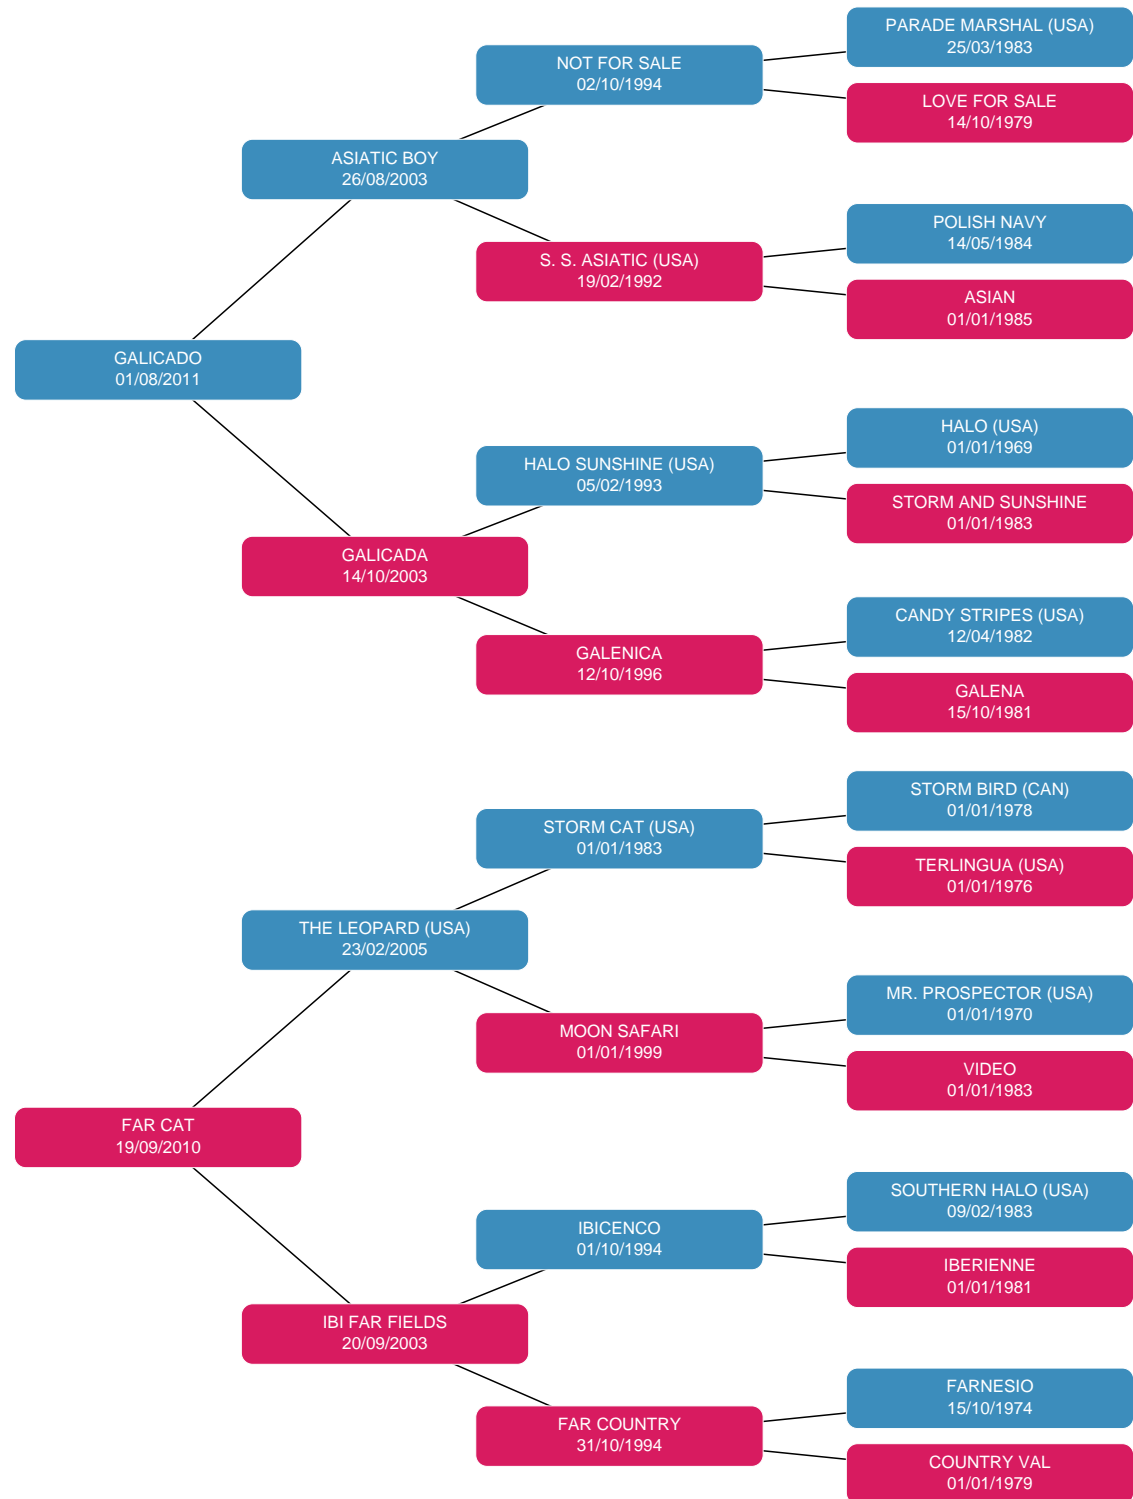 PARADE MARSHAL (USA)
25/03/1983
NOT FOR SALE
02/10/1994
LOVE FOR SALE
14/10/1979
ASIATIC BOY
26/08/2003
POLISH NAVY
14/05/1984
S. S. ASIATIC (USA)
19/02/1992
ASIAN
01/01/1985
GALICADO
01/08/2011
HALO (USA)
01/01/1969
HALO SUNSHINE (USA)
05/02/1993
STORM AND SUNSHINE
01/01/1983
GALICADA
14/10/2003
CANDY STRIPES (USA)
12/04/1982
GALENICA
12/10/1996
GALENA
15/10/1981
STORM BIRD (CAN)
01/01/1978
STORM CAT (USA)
01/01/1983
TERLINGUA (USA)
01/01/1976
THE LEOPARD (USA)
23/02/2005
MR. PROSPECTOR (USA)
01/01/1970
MOON SAFARI
01/01/1999
VIDEO
01/01/1983
FAR CAT
19/09/2010
SOUTHERN HALO (USA)
09/02/1983
IBICENCO
01/10/1994
IBERIENNE
01/01/1981
IBI FAR FIELDS
20/09/2003
FARNESIO
15/10/1974
FAR COUNTRY
31/10/1994
COUNTRY VAL
01/01/1979